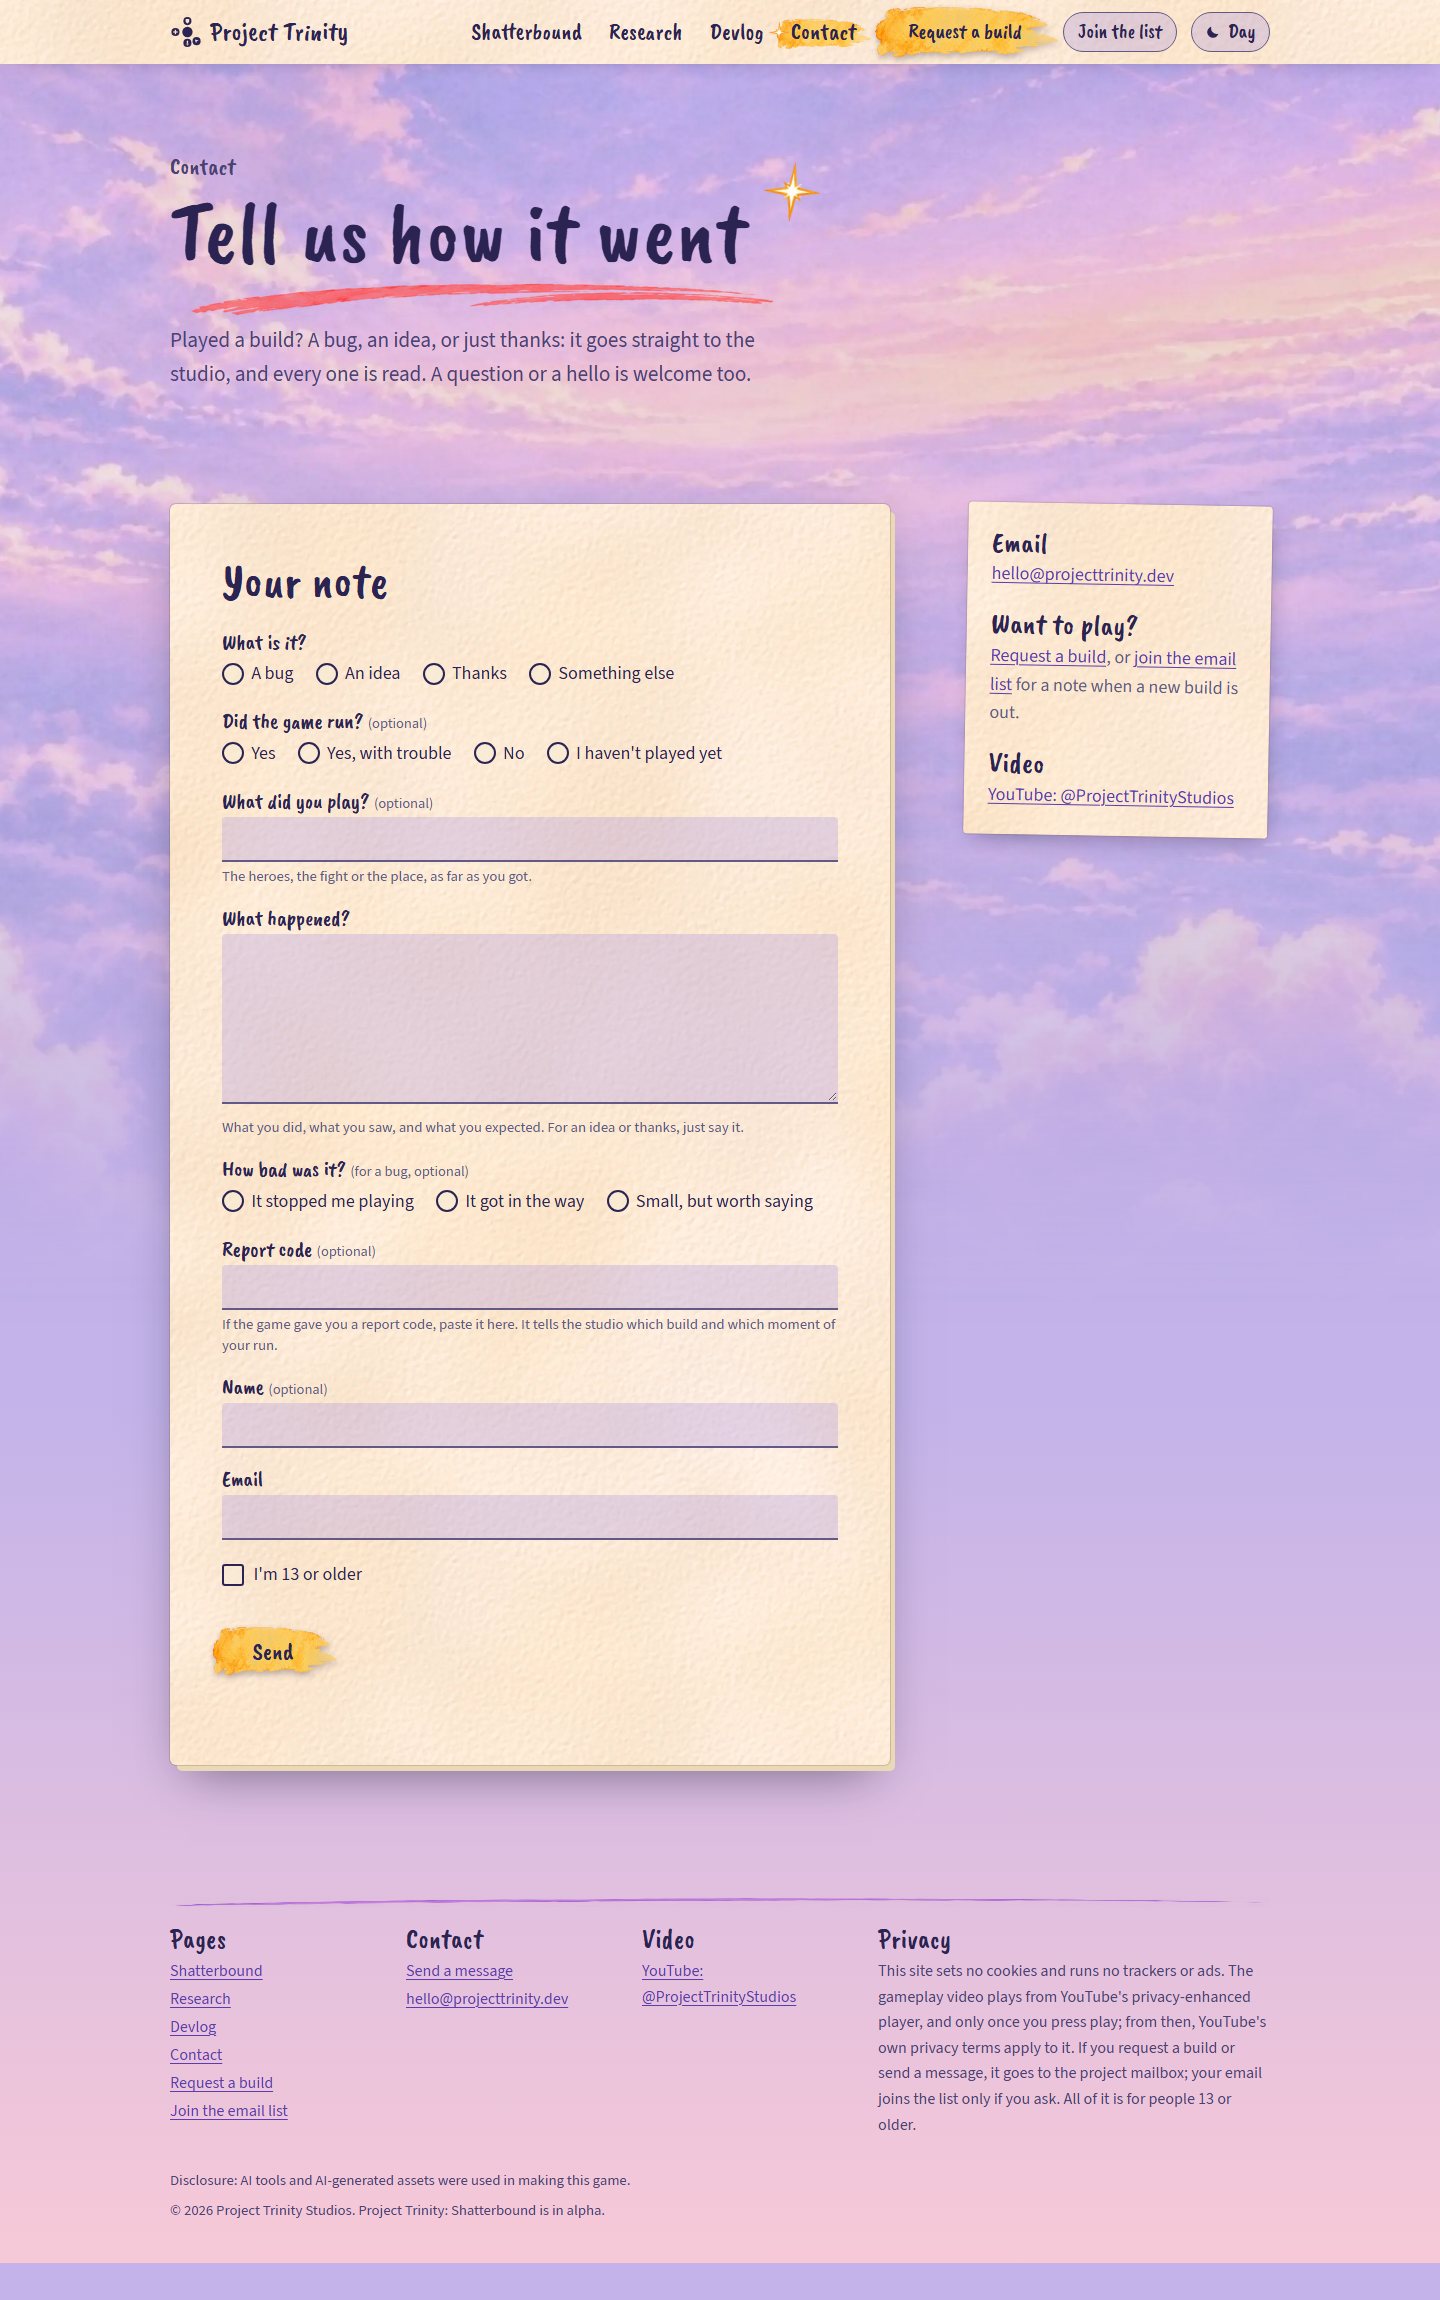 Project Trinity
Shatterbound
Research
Devlog
Contact
Request a build
Join the list
Day
Contact
Tell us how it went
Played a build? A bug, an idea, or just thanks: it goes straight to the
studio, and every one is read. A question or a hello is welcome too.
Your note
What is it?
A bug
An idea
Thanks
Something else
Did the game run? (optional)
Yes
Yes, with trouble
No
I haven't played yet
What did you play? (optional)
The heroes, the fight or the place, as far as you got.
What happened?
What you did, what you saw, and what you expected. For an idea or thanks, just say it.
How bad was it? (for a bug, optional)
It stopped me playing
It got in the way
Small, but worth saying
Report code (optional)
If the game gave you a report code, paste it here. It tells the studio which build and which moment of
your run.
Name (optional)
Email
I'm 13 or older
Send
Email
hello@projecttrinity.dev
Want to play?
Request a build, or join the email
list for a note when a new build is
out.
Video
YouTube: @ProjectTrinityStudios
Pages
Shatterbound
Research
Devlog
Contact
Request a build
Join the email list
Contact
Send a message
hello@projecttrinity.dev
Video
YouTube:
@ProjectTrinityStudios
Privacy
This site sets no cookies and runs no trackers or ads. The
gameplay video plays from YouTube's privacy-enhanced
player, and only once you press play; from then, YouTube's
own privacy terms apply to it. If you request a build or
send a message, it goes to the project mailbox; your email
joins the list only if you ask. All of it is for people 13 or
older.
Disclosure: AI tools and AI-generated assets were used in making this game.
© 2026 Project Trinity Studios. Project Trinity: Shatterbound is in alpha.